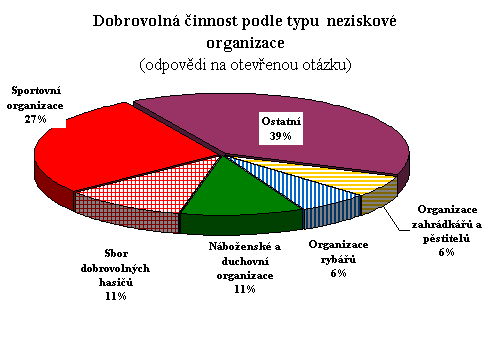 Dobrovolná činnost podle typu neziskové
organizace
(odpovědi na otevřenou otázku)
Sportovní
organizace
27%
Ostatní
39%
Organizace
zahrádkářů a
pěstitelů
6%
Organizace
rybářů
6%
Náboženské a
duchovní
organizace
11%
Sbor
dobrovolných
hasičů
11%